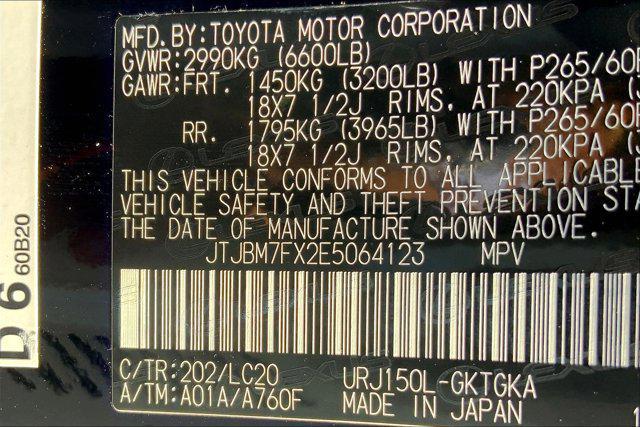 MFD. BY: TOYOTA MOTOR CORPORATION
GVWR: 2990KG (6600LB)
GAWR: FRT. 1450KG (3200LB) WITH P265/60
18X7 1/2J RIMS, AT 220KPA
RR. 1795KG (3965LB) WITH P265/60
18X7 1/2J RIMS, AT 220KPA
THIS VEHICLE CONFORMS TO ALL APPLICABLE
VEHICLE SAFETY AND THEFT PREVENTION STA
THE DATE OF MANUFACTURE SHOWN ABOVE.
JTJBM7FX2E5064123 MPV
C/TR: 202/LC20 URJ150L-GKTGKA
A/TM: A01A/A760F MADE IN JAPAN
D 6
60B20